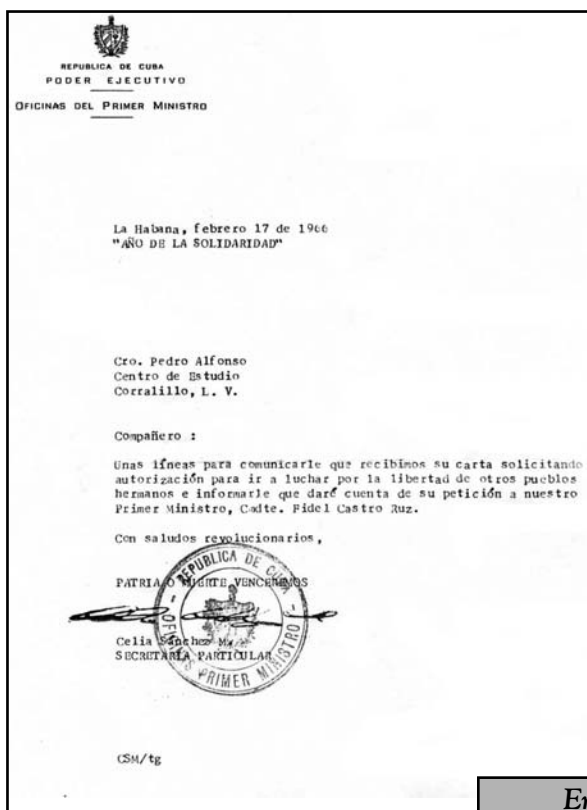 REPUBLICA DE CUBA
PODER EJECUTIVO
OFICINAS DEL PRIMER MINISTRO
La Habana, febrero 17 de 1966
"AÑO DE LA SOLIDARIDAD"
Cro. Pedro Alfonso
Centro de Estudio
Corralillo, L. V.
Compañero :
Unas líneas para comunicarle que recibimos su carta solicitando
autorización para ir a luchar por la libertad de otros pueblos
hermanos e informarle que daré cuenta de su petición a nuestro
Primer Ministro, Cmdte. Fidel Castro Ruz.
Con saludos revolucionarios,
PATRIA O MUERTE VENCEREMOS
REPUBLICA DE CUBA
OFICINAS PRIMER MINISTRO
Celia Sánchez M.
SECRETARIA PARTICULAR
CSM/tg